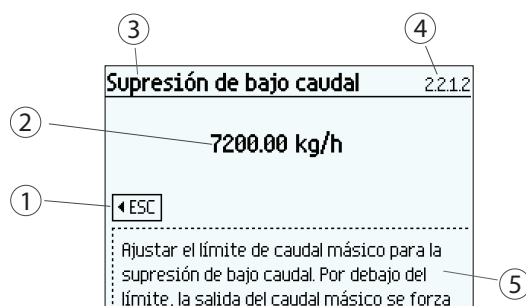 3
4
Supresión de bajo caudal 2.2.1.2
2
7200.00 kg/h
1
ESC
Ajustar el límite de caudal másico para la
supresión de bajo caudal. Por debajo del
5
límite, la salida del caudal másico se forza